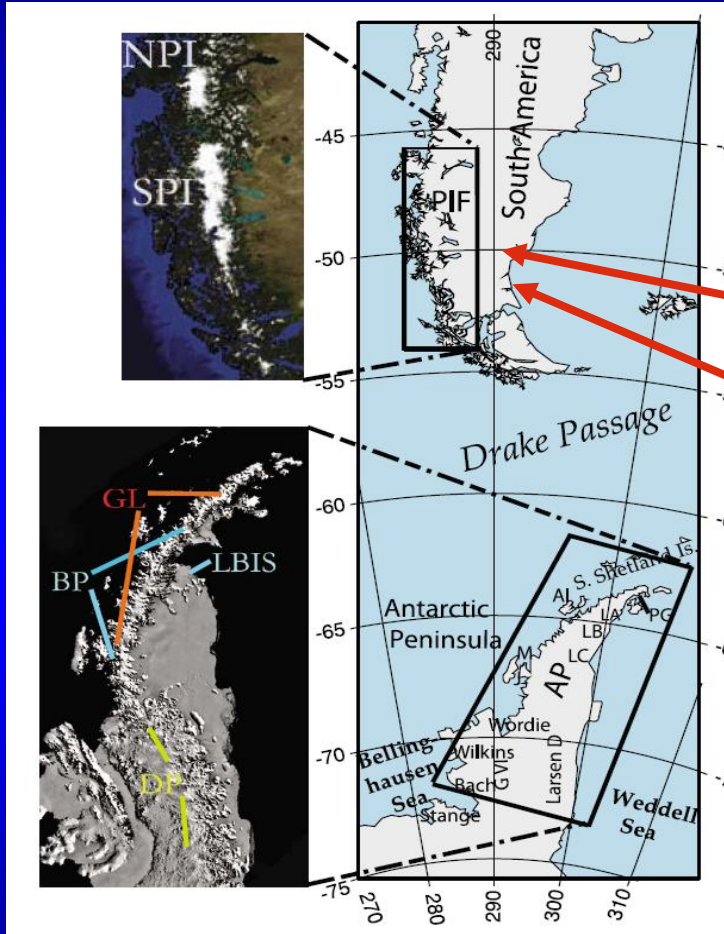 NPI
SPI
290
South America
-45
PIF
-50
-55
Drake Passage
-60
S. Shetland Is.
GL
BP
LBIS
Antarctic
Peninsula
AI
LA
PG
LB
-65
LC
M
AP
Wordie
-70
Belling-
hausen
Sea
Wilkins
G VI
Bach
Larsen D
Stange
Weddell
Sea
DP
-75
270
280
290
300
310